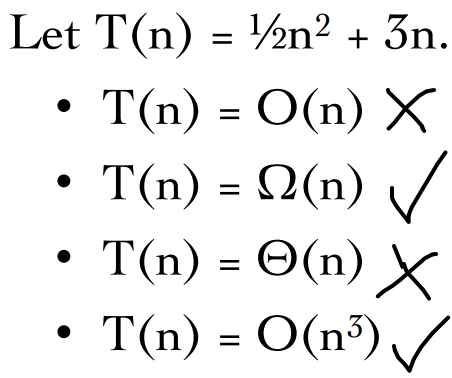 Let T(n) = ½n² + 3n.
• T(n) = O(n) ✗
• T(n) = Ω(n) ✓
• T(n) = Θ(n) ✗
• T(n) = O(n³) ✓